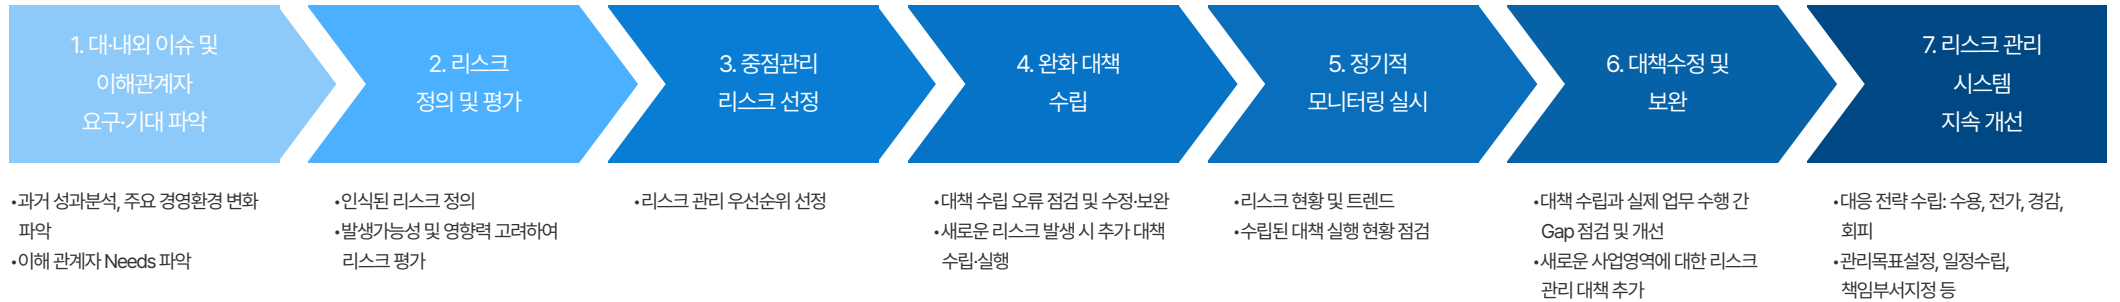 1. 대·내외 이슈 및
이해관계자
요구·기대 파악
2. 리스크
정의 및 평가
3. 중점관리
리스크 선정
4. 완화 대책
수립
5. 정기적
모니터링 실시
6. 대책수정 및
보완
7. 리스크 관리
시스템
지속 개선
•과거 성과분석, 주요 경영환경 변화
파악
•이해 관계자 Needs 파악
•인식된 리스크 정의
•발생가능성 및 영향력 고려하여
리스크 평가
•리스크 관리 우선순위 선정
•대책 수립 오류 점검 및 수정·보완
•새로운 리스크 발생 시 추가 대책
수립·실행
•리스크 현황 및 트렌드
•수립된 대책 실행 현황 점검
•대책 수립과 실제 업무 수행 간
Gap 점검 및 개선
•새로운 사업영역에 대한 리스크
관리 대책 추가
•대응 전략 수립: 수용, 전가, 경감,
회피
•관리목표설정, 일정수립,
책임부서지정 등